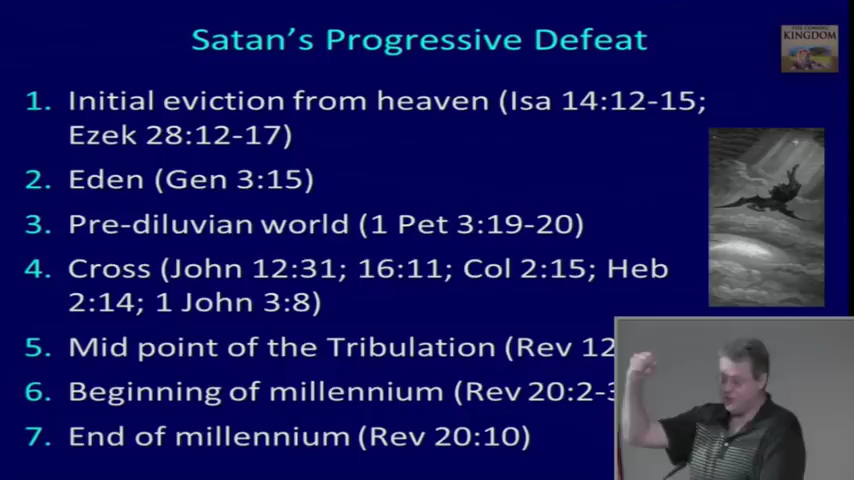 Satan's Progressive Defeat
THE COMING
KINGDOM
1. Initial eviction from heaven (Isa 14:12-15;
Ezek 28:12-17)
2. Eden (Gen 3:15)
3. Pre-diluvian world (1 Pet 3:19-20)
4. Cross (John 12:31; 16:11; Col 2:15; Heb
2:14; 1 John 3:8)
5. Mid point of the Tribulation (Rev 12
6. Beginning of millennium (Rev 20:2-3
7. End of millennium (Rev 20:10)